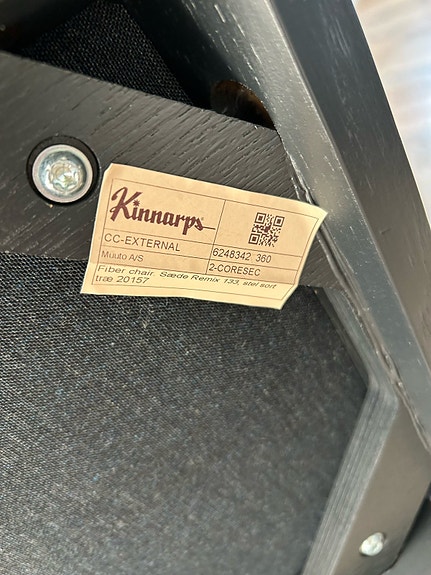 Kinnarps
CC-EXTERNAL
6248342 360
Muuto A/S
2-CORESEC
Fiber chair. Sæde Remix 133, stel sort
træ 20157